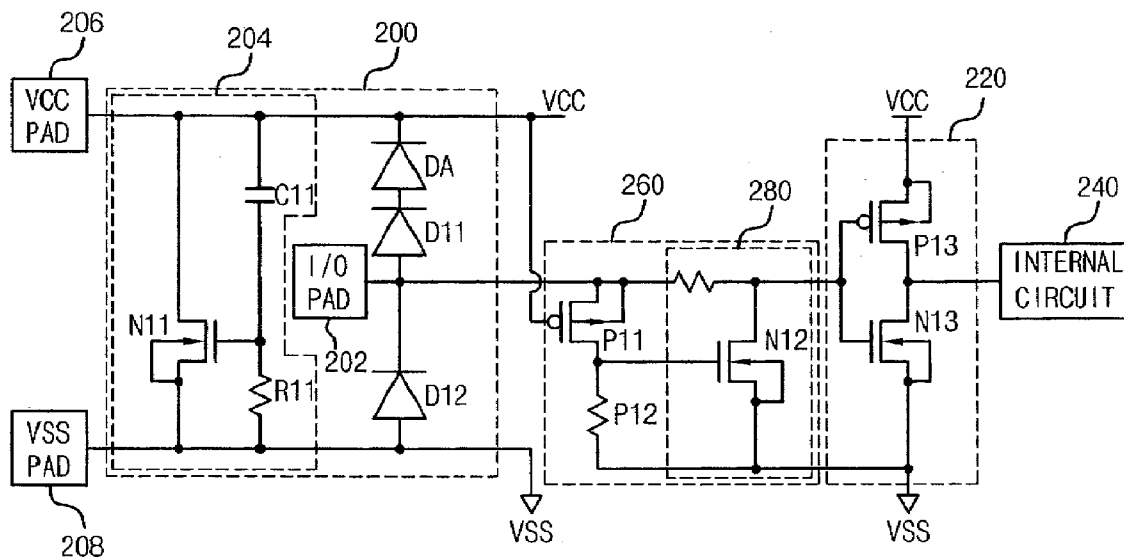 206
204
200
220
VCC
PAD
VCC
DA
C11
260
280
240
D11
P13
I/O
PAD
INTERNAL
CIRCUIT
N11
202
P11
N12
N13
R11
D12
P12
VSS
PAD
VSS
VSS
208